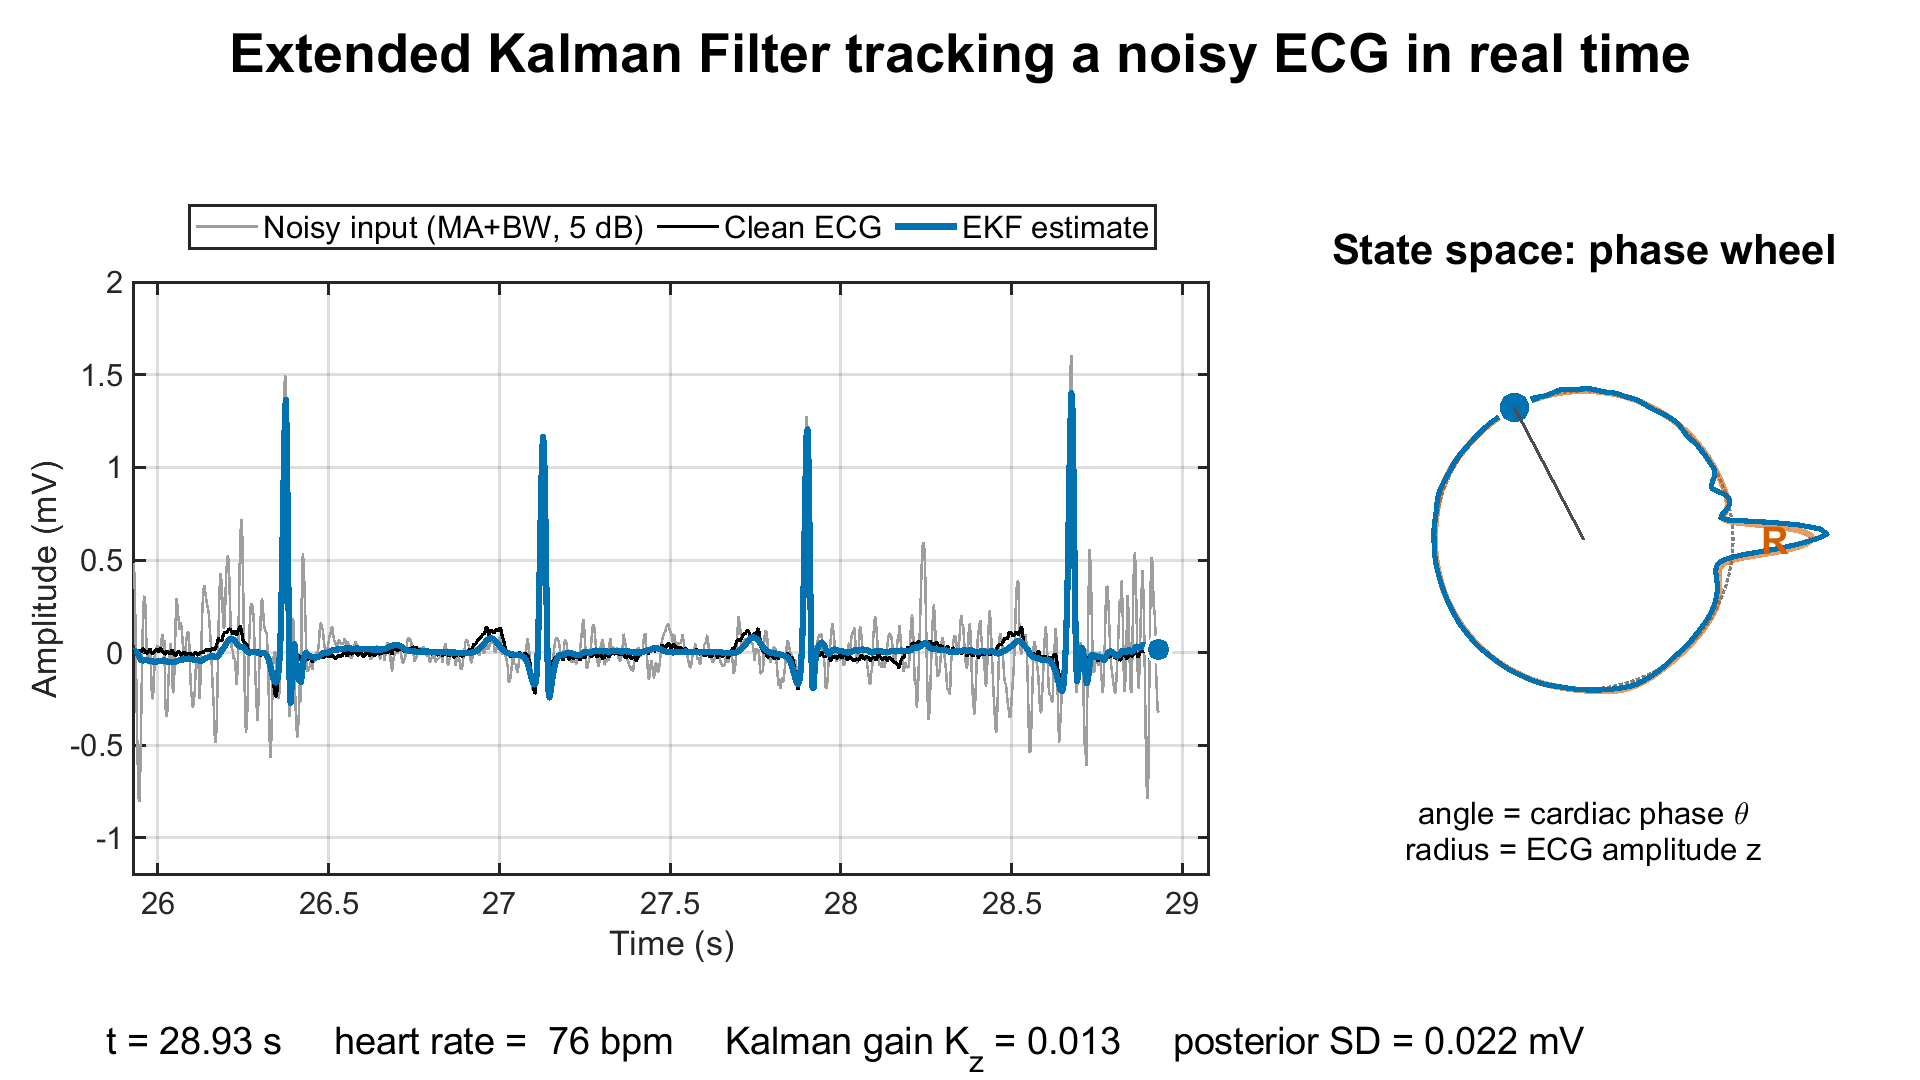 Extended Kalman Filter tracking a noisy ECG in real time
Noisy input (MA+BW, 5 dB) Clean ECG EKF estimate
State space: phase wheel
2
1.5
1
0.5
0
-0.5
-1
Amplitude (mV)
26 26.5 27 27.5 28 28.5 29
Time (s)
R
angle = cardiac phase θ
radius = ECG amplitude z
t = 28.93 s heart rate = 76 bpm Kalman gain K_z = 0.013 posterior SD = 0.022 mV